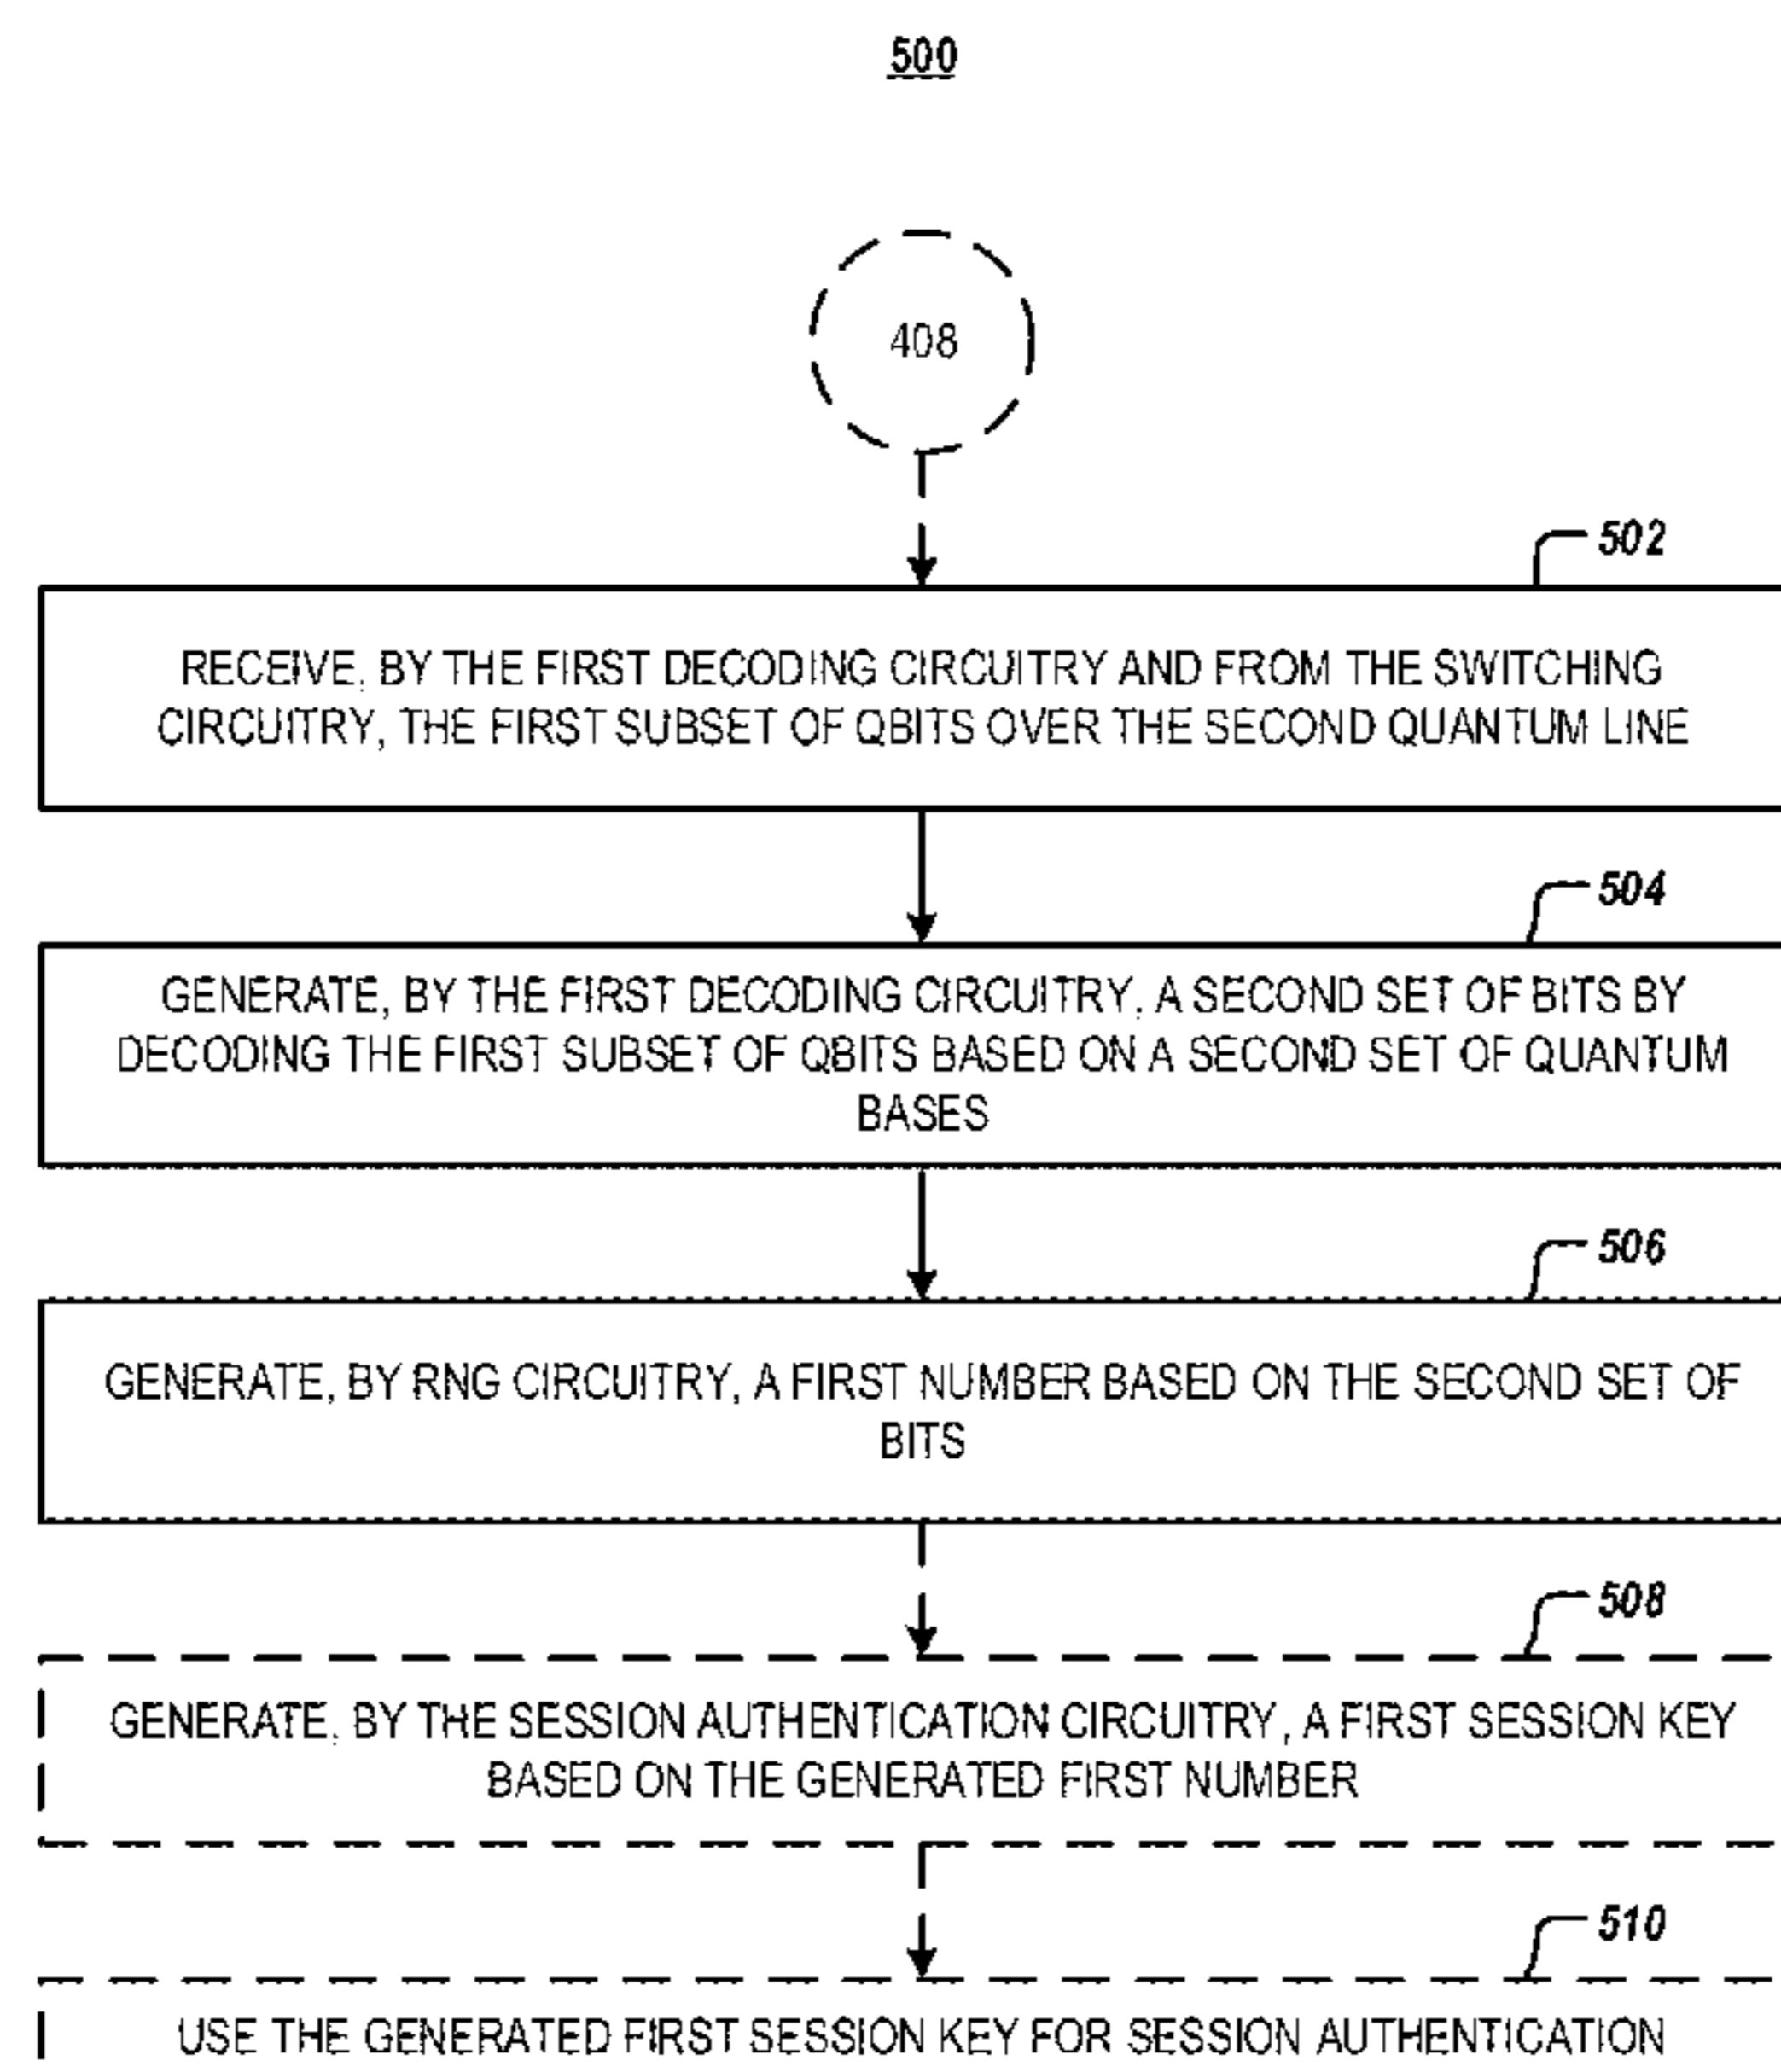 500
408
502
RECEIVE, BY THE FIRST DECODING CIRCUITRY AND FROM THE SWITCHING
CIRCUITRY, THE FIRST SUBSET OF QBITS OVER THE SECOND QUANTUM LINE
504
GENERATE, BY THE FIRST DECODING CIRCUITRY, A SECOND SET OF BITS BY
DECODING THE FIRST SUBSET OF QBITS BASED ON A SECOND SET OF QUANTUM
BASES
506
GENERATE, BY RNG CIRCUITRY, A FIRST NUMBER BASED ON THE SECOND SET OF
BITS
508
GENERATE, BY THE SESSION AUTHENTICATION CIRCUITRY, A FIRST SESSION KEY
BASED ON THE GENERATED FIRST NUMBER
510
USE THE GENERATED FIRST SESSION KEY FOR SESSION AUTHENTICATION